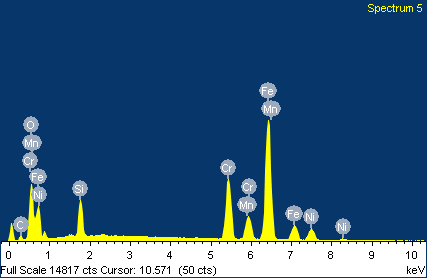 Spectrum 5
Fe
Mn
O
Mn
Cr
Fe
Ni
C
Si
Cr
Cr
Mn
Fe
Ni
Ni
0 1 2 3 4 5 6 7 8 9 10
Full Scale 14817 cts Cursor: 10.571 (50 cts) keV